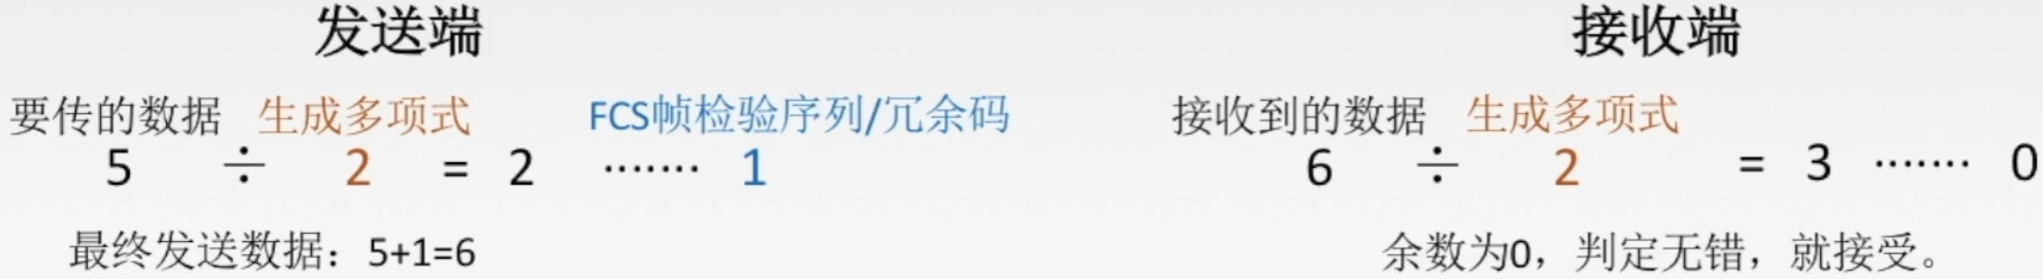 发送端
要传的数据 生成多项式 FCS帧检验序列/冗余码
5 ÷ 2 = 2 ······· 1
最终发送数据：5+1=6
接收端
接收到的数据 生成多项式
6 ÷ 2 = 3 ······· 0
余数为0，判定无错，就接受。